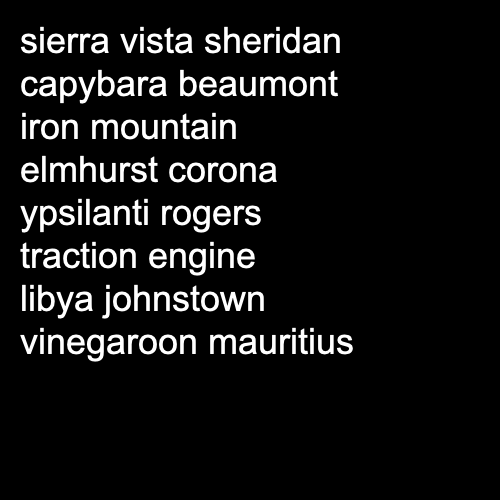 sierra vista sheridan
capybara beaumont
iron mountain
elmhurst corona
ypsilanti rogers
traction engine
libya johnstown
vinegaroon mauritius